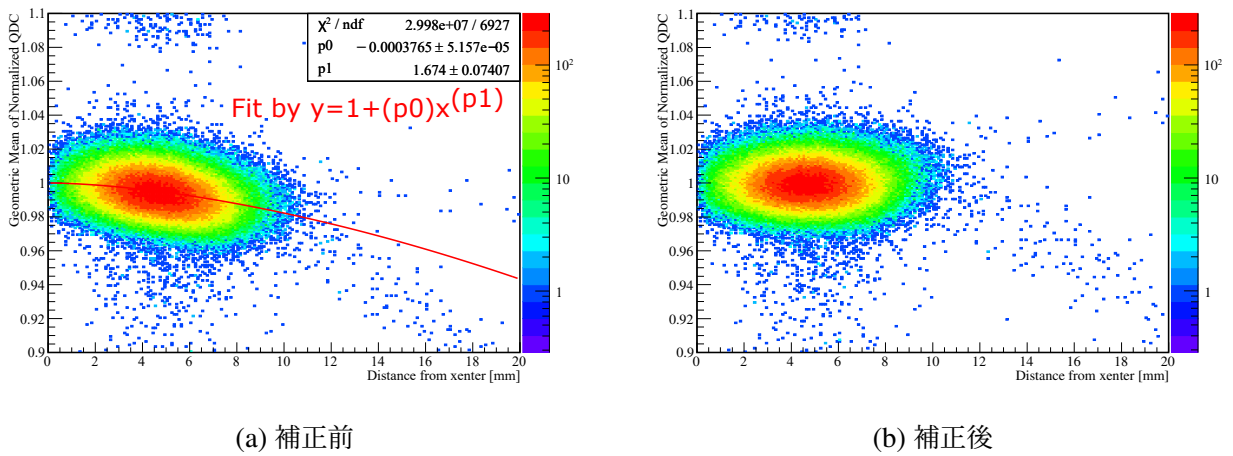 Geometric Mean of Normalized QDC
1.1
1.08
1.06
1.04
1.02
1
0.98
0.96
0.94
0.92
0.9
0 2 4 6 8 10 12 14 16 18 20
Distance from xenter [mm]
χ² / ndf 2.998e+07 / 6927
p0 −0.0003765 ± 5.157e−05
p1 1.674 ± 0.07407
Fit by y=1+(p0)x^(p1)
10²
10
1
(a) 補正前
Geometric Mean of Normalized QDC
1.1
1.08
1.06
1.04
1.02
1
0.98
0.96
0.94
0.92
0.9
0 2 4 6 8 10 12 14 16 18 20
Distance from xenter [mm]
10²
10
1
(b) 補正後